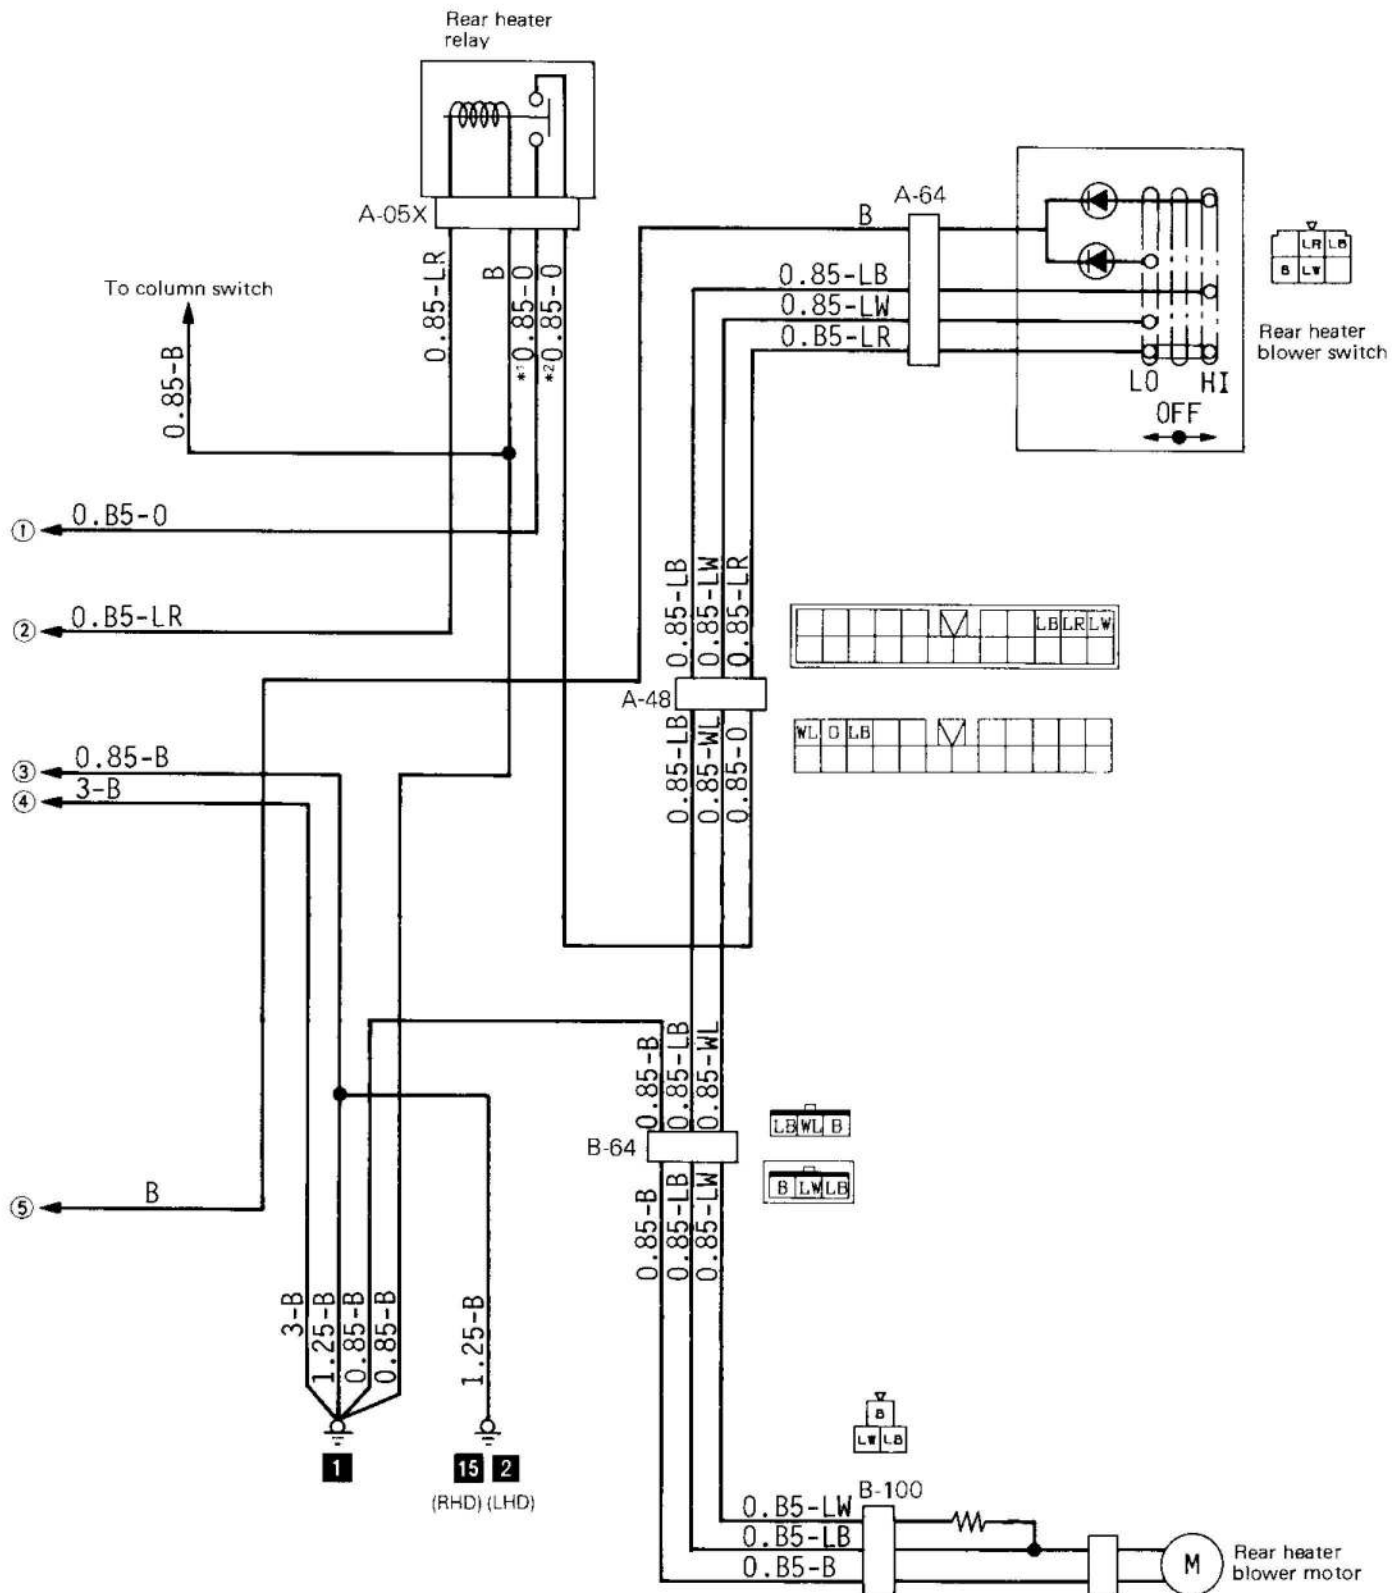 Rear heater
relay
A-05X
0.85-LR
B
*1 0.85-O
*2 0.85-O
To column switch
0.85-B
A-64
B
0.85-LB
0.85-LW
0.B5-LR
LO
HI
OFF
LR LB
B LW
Rear heater
blower switch
1
0.B5-O
2
0.B5-LR
0.85-LB
0.85-LW
0.85-LR
LB LR LW
A-48
WL O LB
0.85-LB
0.85-WL
0.85-O
3
0.85-B
4
3-B
0.85-B
0.85-LB
0.85-WL
LB WL B
B-64
B LW LB
0.85-B
0.85-LB
0.85-LW
5
B
3-B
1.25-B
0.85-B
0.85-B
1.25-B
1
15 2
(RHD) (LHD)
B
LW LB
B-100
0.B5-LW
0.B5-LB
0.B5-B
M
Rear heater
blower motor